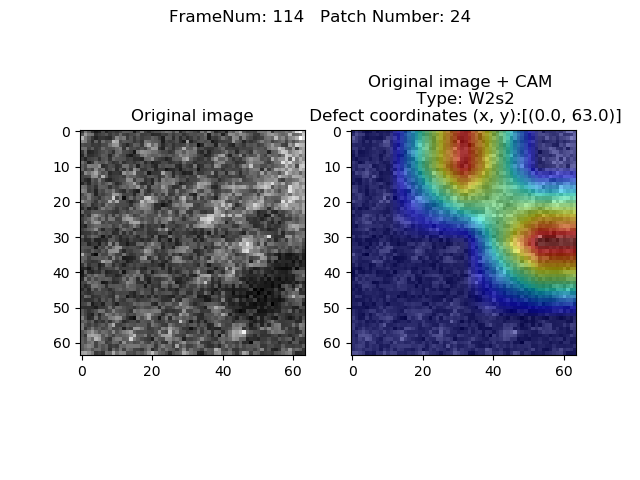 FrameNum: 114   Patch Number: 24
Original image
Original image + CAM
Type: W2s2
Defect coordinates (x, y):[(0.0, 63.0)]
0
10
20
30
40
50
60
0 20 40 60
0
10
20
30
40
50
60
0 20 40 60